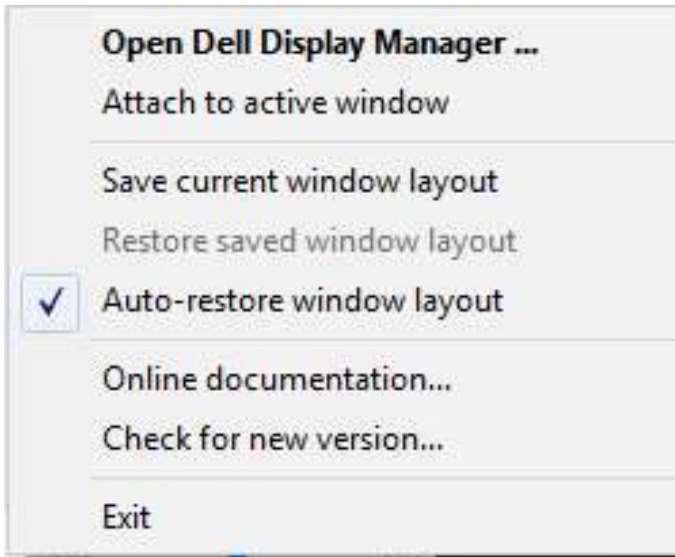 Open Dell Display Manager ...
Attach to active window
Save current window layout
Restore saved window layout
Auto-restore window layout
Online documentation...
Check for new version...
Exit